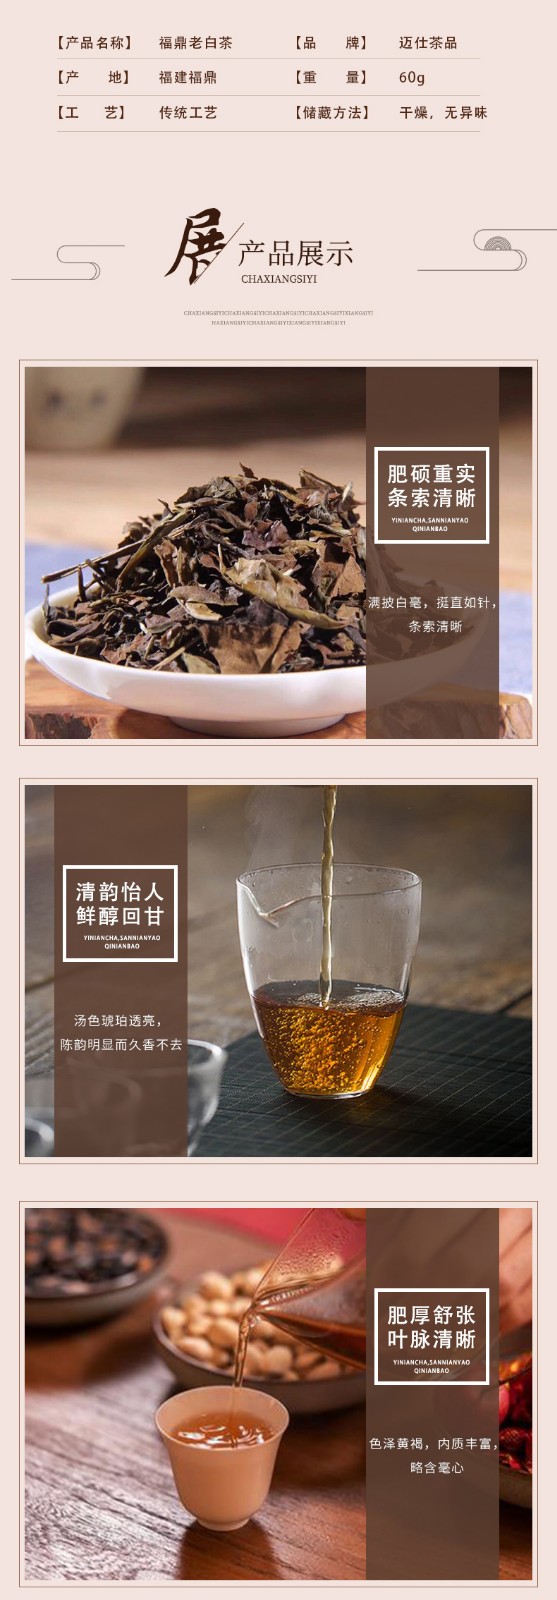 【产品名称】 福鼎老白茶 【品 牌】 迈仕茶品
【产 地】 福建福鼎 【重 量】 60g
【工 艺】 传统工艺 【储藏方法】 干燥，无异味
展 产品展示
CHAXIANGSIYI
CHAXIANGSIYICHAXIANGSIYICHAXIANGSIYICHAXIANGSIYIXIANGSIYI
HAXIANGSIYICHAXIANGSIYIXIANGSIYIXIANGSIYI
肥硕重实
条索清晰
YINIANCHA,SANNIANYAO
QINIANBAO
满披白毫，挺直如针，
条索清晰
清韵怡人
鲜醇回甘
YINIANCHA,SANNIANYAO
QINIANBAO
汤色琥珀透亮，
陈韵明显而久香不去
肥厚舒张
叶脉清晰
YINIANCHA,SANNIANYAO
QINIANBAO
色泽黄褐，内质丰富，
略含毫心